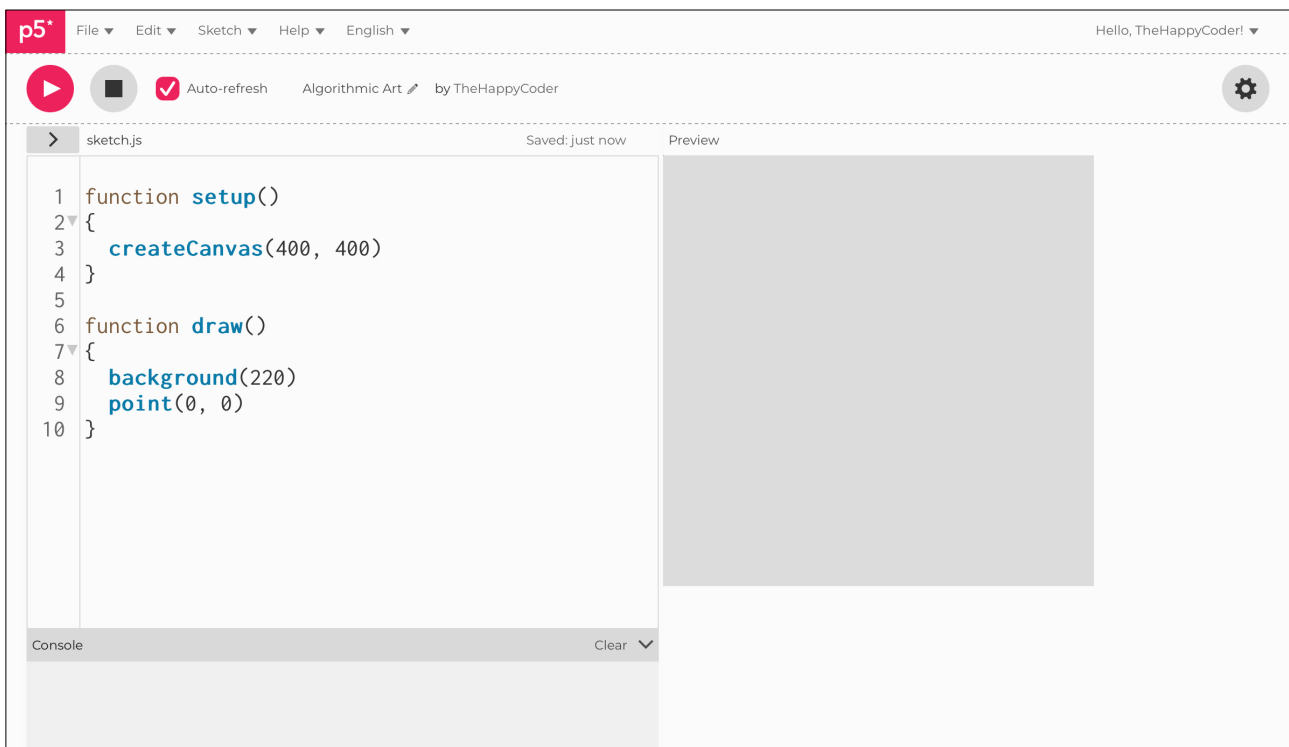 p5* File Edit Sketch Help English Hello, TheHappyCoder!
Auto-refresh Algorithmic Art by TheHappyCoder
sketch.js Saved: just now Preview
1 function setup()
2 {
3 createCanvas(400, 400)
4 }
5
6 function draw()
7 {
8 background(220)
9 point(0, 0)
10 }
Console Clear